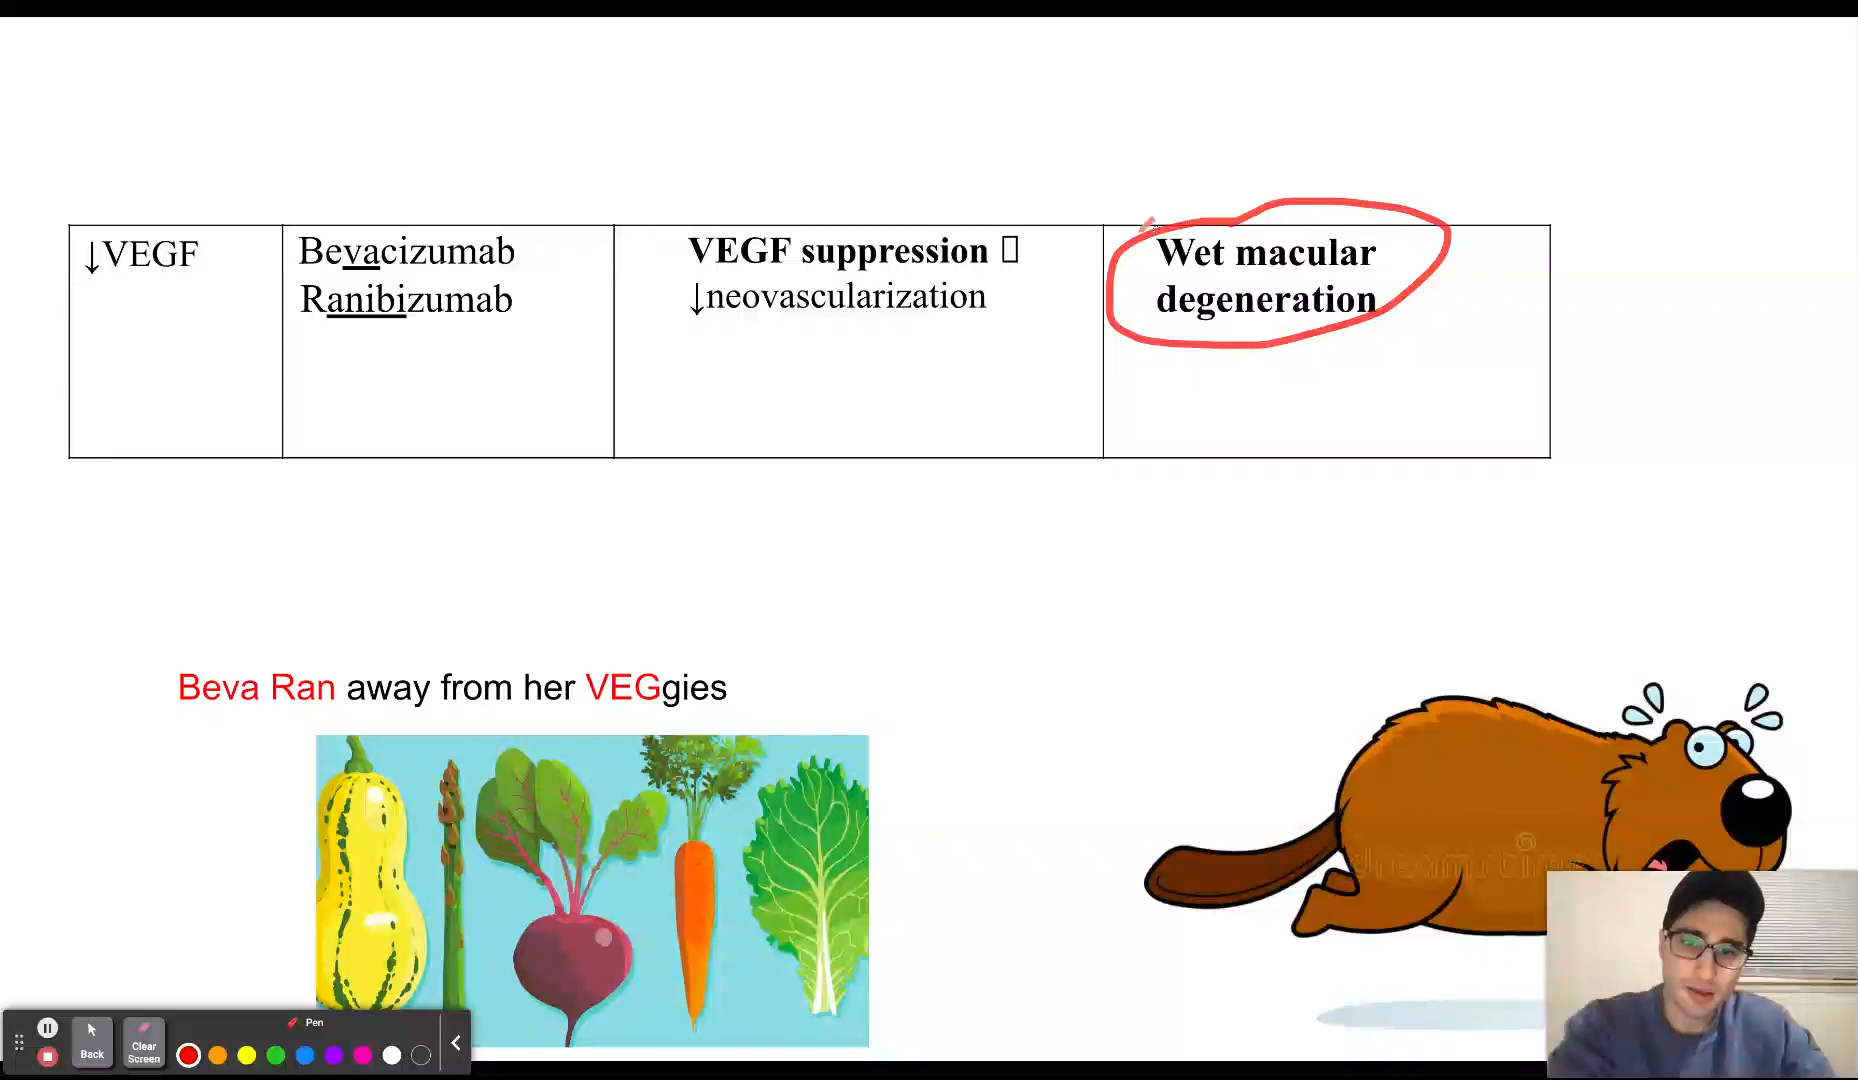 ↓VEGF
Bevacizumab
Ranibizumab
VEGF suppression 
↓neovascularization
Wet macular
degeneration
Beva Ran away from her VEGgies
dreamstime
Pen
Back
Clear
Screen